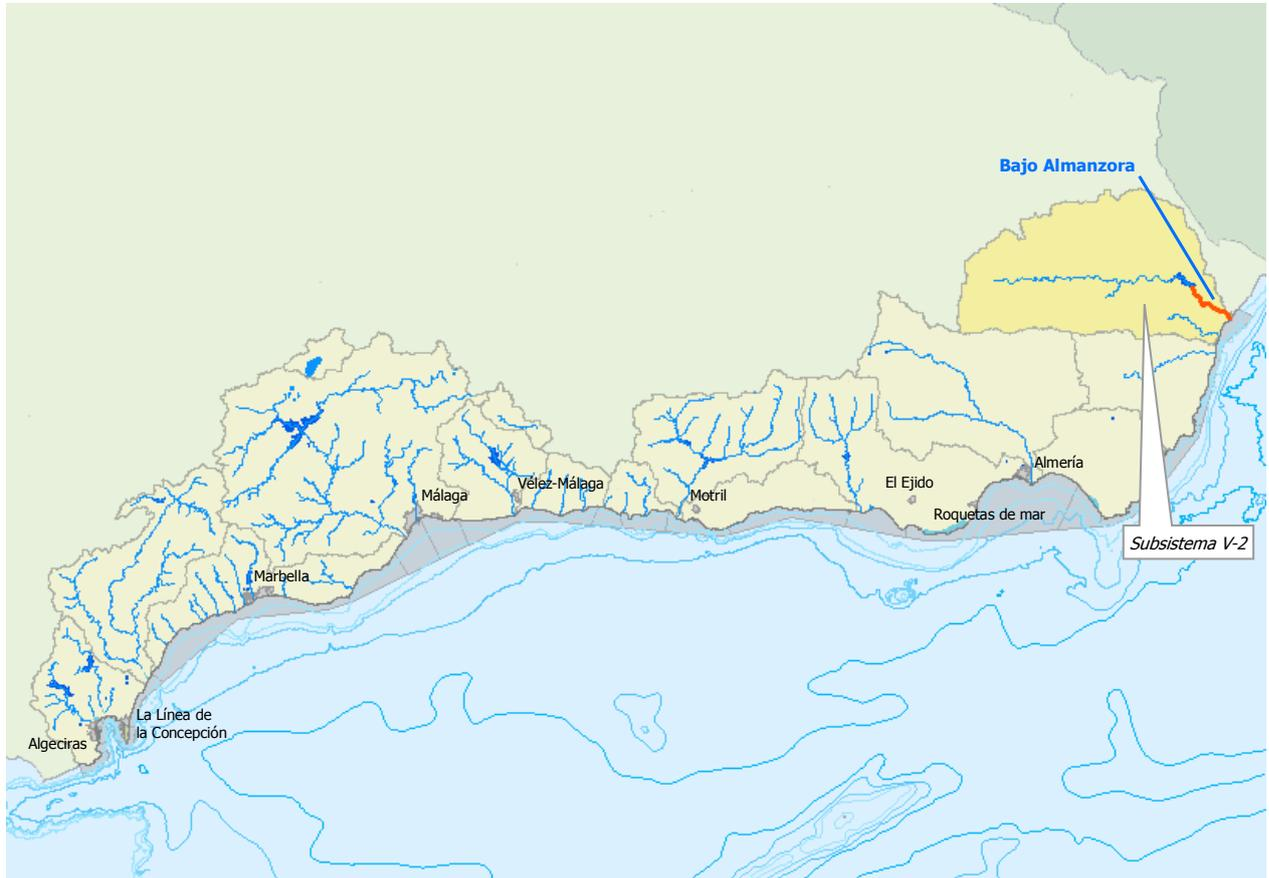 Bajo Almanzora
Almería
Vélez-Málaga
El Ejido
Málaga
Motril
Roquetas de mar
Subsistema V-2
Marbella
La Línea de
la Concepción
Algeciras